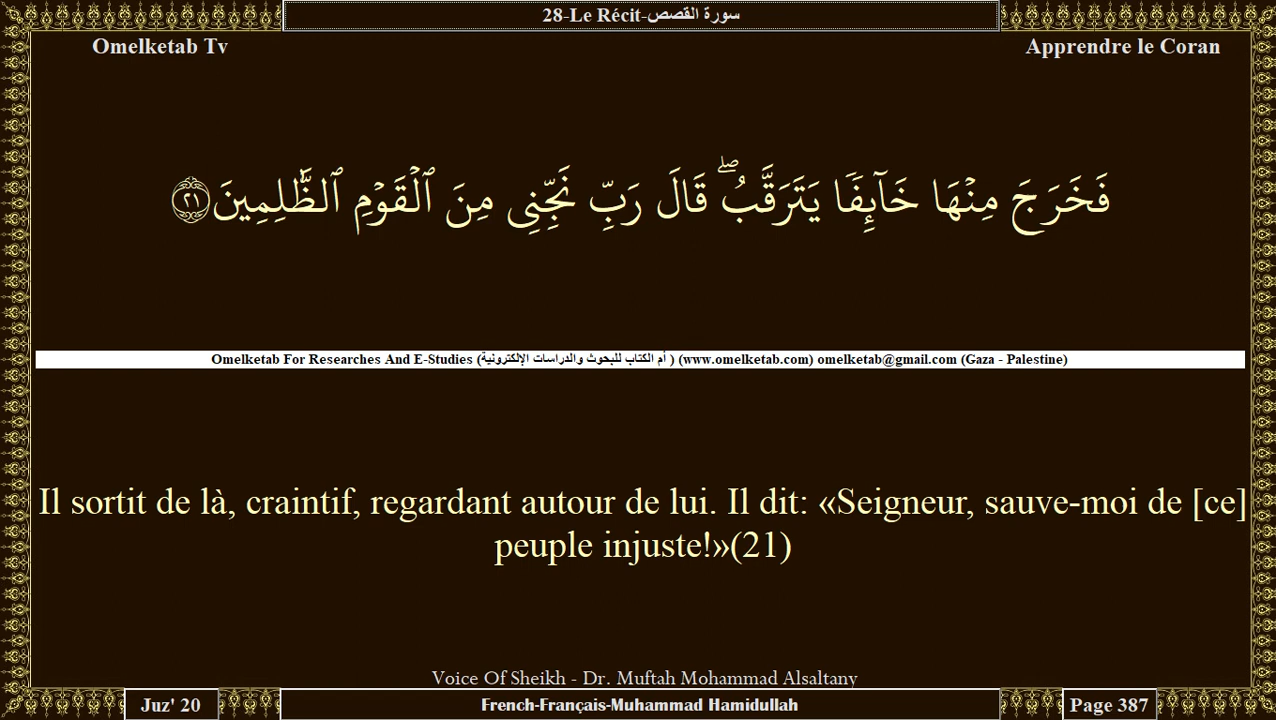 28-Le Récit-سورة القصص
Omelketab Tv
Apprendre le Coran
فَخَرَجَ مِنۡهَا خَآئِفٗا يَتَرَقَّبُۖ قَالَ رَبِّ نَجِّنِي مِنَ ٱلۡقَوۡمِ ٱلظَّٰلِمِينَ ٢١
Omelketab For Researches And E-Studies (أم الكتاب للبحوث والدراسات الإلكترونية ) (www.omelketab.com) omelketab@gmail.com (Gaza - Palestine)
Il sortit de là, craintif, regardant autour de lui. Il dit: «Seigneur, sauve-moi de [ce]
peuple injuste!»(21)
Voice Of Sheikh - Dr. Muftah Mohammad Alsaltany
Juz' 20
French-Français-Muhammad Hamidullah
Page 387